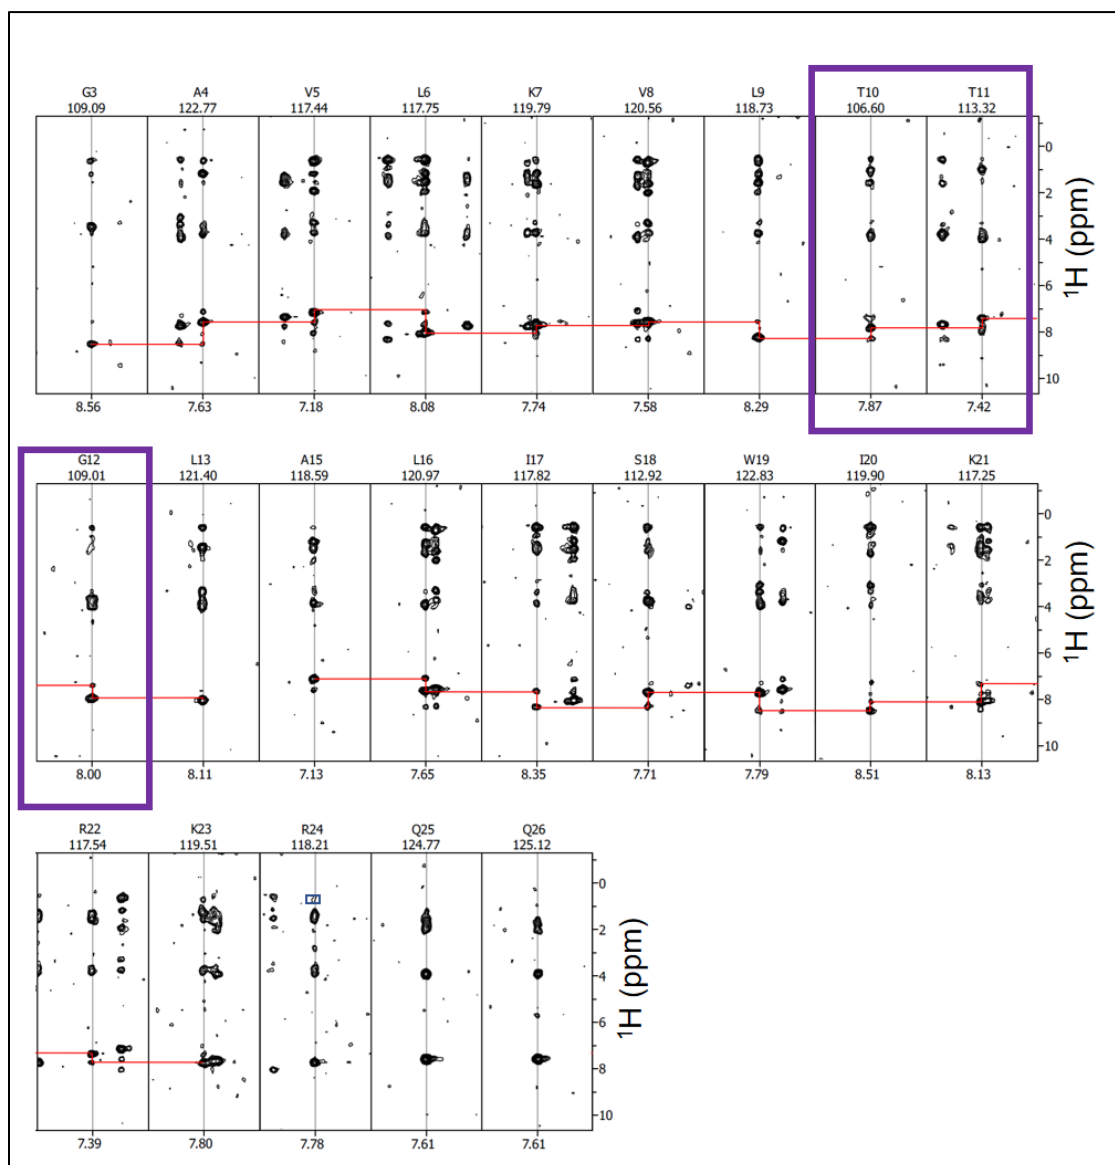 G3 A4 V5 L6 K7 V8 L9 T10 T11
109.09 122.77 117.44 117.75 119.79 120.56 118.73 106.60 113.32
0
2
4
6
8
10
¹H (ppm)
8.56 7.63 7.18 8.08 7.74 7.58 8.29 7.87 7.42
G12 L13 A15 L16 I17 S18 W19 I20 K21
109.01 121.40 118.59 120.97 117.82 112.92 122.83 119.90 117.25
0
2
4
6
8
10
¹H (ppm)
8.00 8.11 7.13 7.65 8.35 7.71 7.79 8.51 8.13
R22 K23 R24 Q25 Q26
117.54 119.51 118.21 124.77 125.12
0
2
4
6
8
10
¹H (ppm)
7.39 7.80 7.78 7.61 7.61